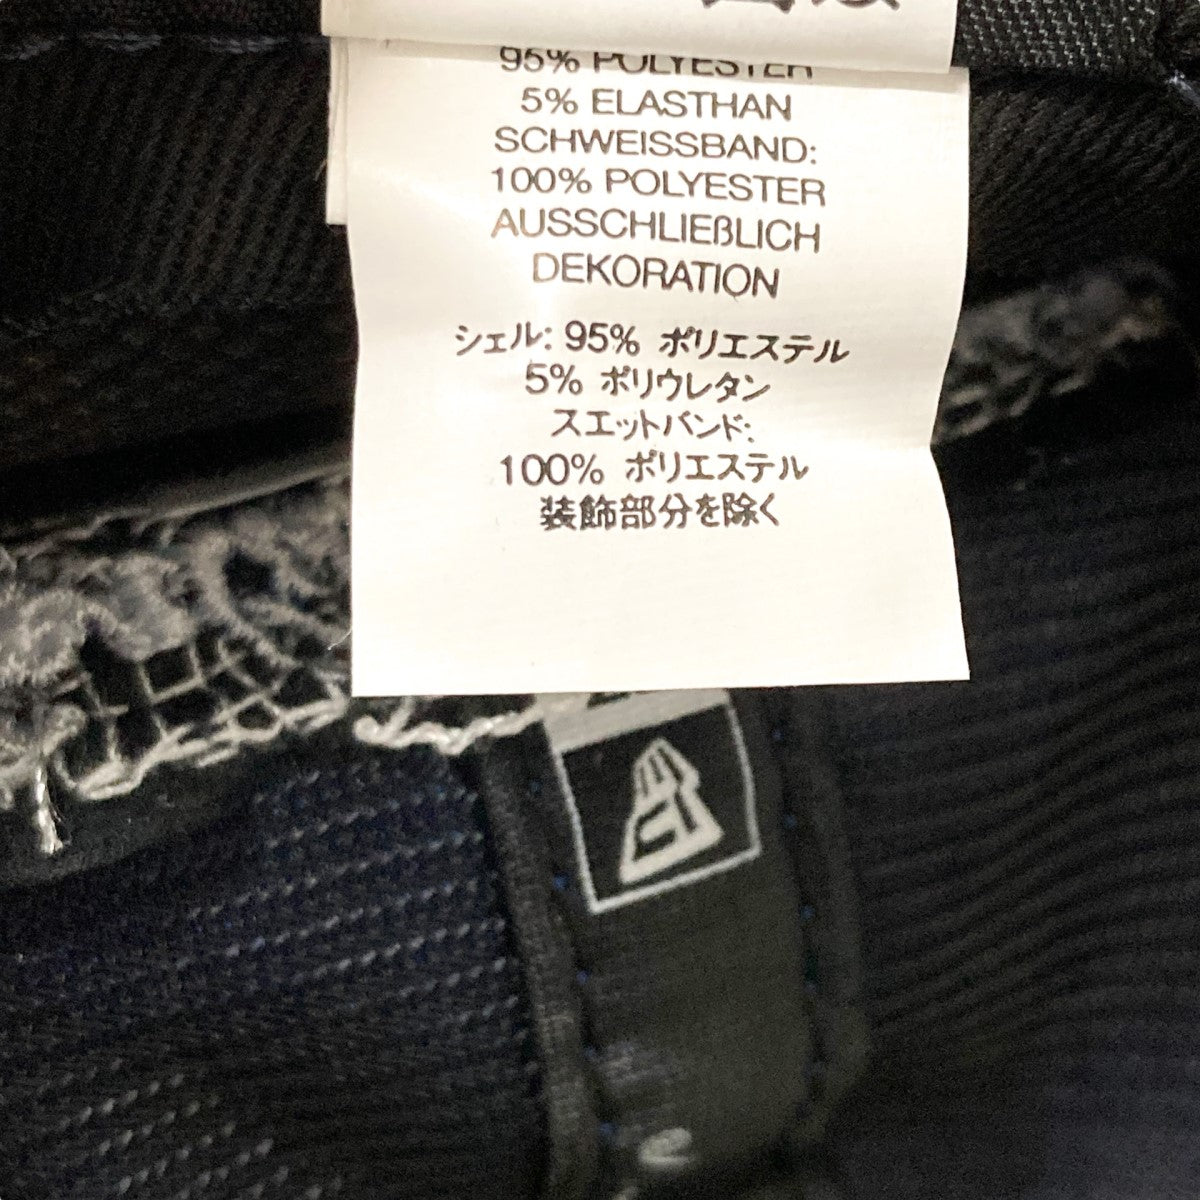 95% POLYESTER
5% ELASTHAN
SCHWEISSBAND:
100% POLYESTER
AUSSCHLIEßLICH
DEKORATION
シェル: 95% ポリエステル
5% ポリウレタン
スエットバンド:
100% ポリエステル
装飾部分を除く